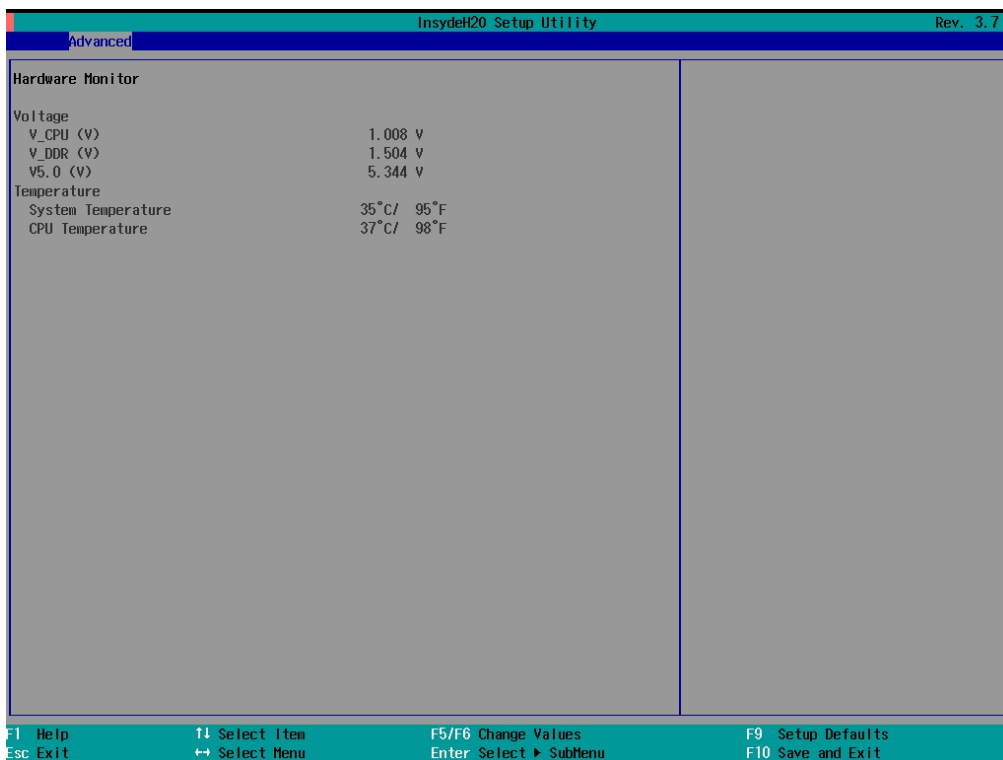 InsydeH20 Setup Utility Rev. 3.7
Advanced
Hardware Monitor
Voltage
V_CPU (V) 1.008 V
V_DDR (V) 1.504 V
V5.0 (V) 5.344 V
Temperature
System Temperature 35°C/ 95°F
CPU Temperature 37°C/ 98°F
F1 Help ↑↓ Select Item F5/F6 Change Values F9 Setup Defaults
Esc Exit ↔ Select Menu Enter Select ▶ SubMenu F10 Save and Exit